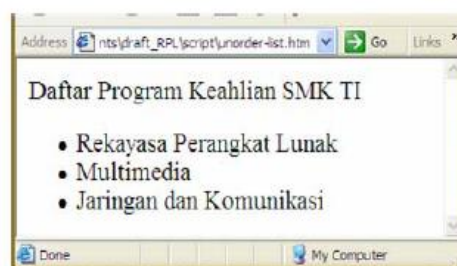 Address nts\draft_RPL\script\unorder-list.htm Go Links
Daftar Program Keahlian SMK TI
• Rekayasa Perangkat Lunak
• Multimedia
• Jaringan dan Komunikasi
Done My Computer